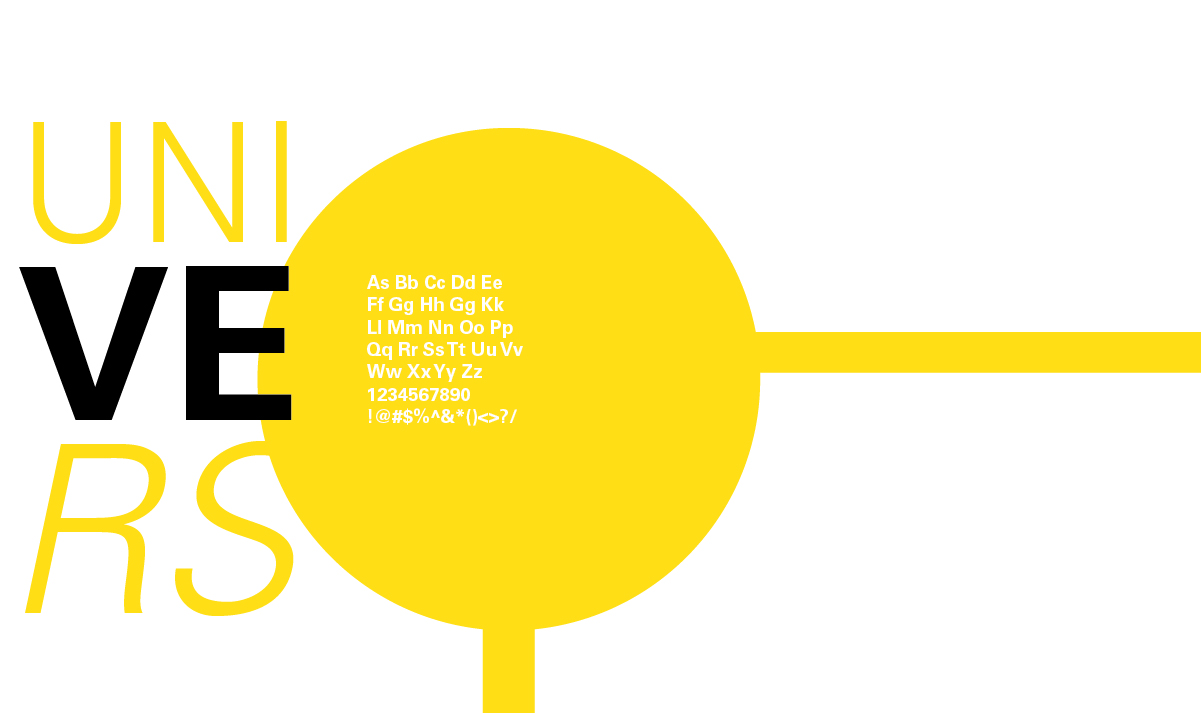 UNI
VE
RS
As Bb Cc Dd Ee
Ff Gg Hh Gg Kk
Ll Mm Nn Oo Pp
Qq Rr Ss Tt Uu Vv
Ww Xx Yy Zz
1234567890
!@#$%^&*()<>?/